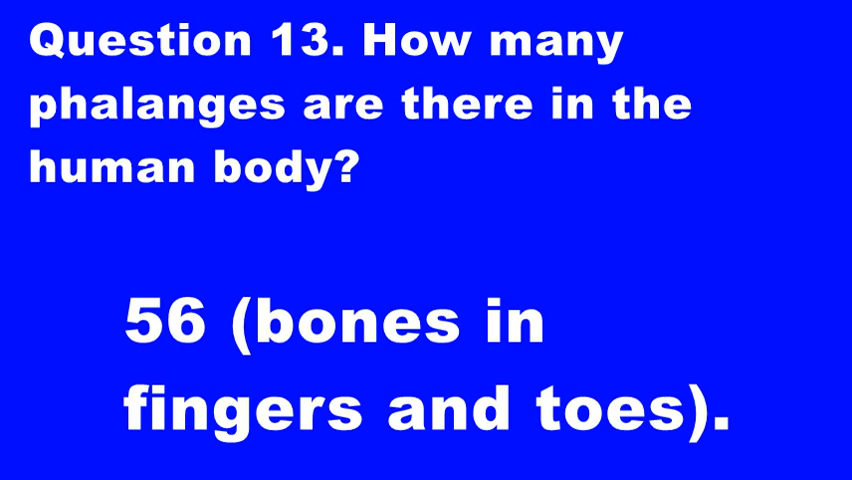 Question 13. How many
phalanges are there in the
human body?
56 (bones in
fingers and toes).